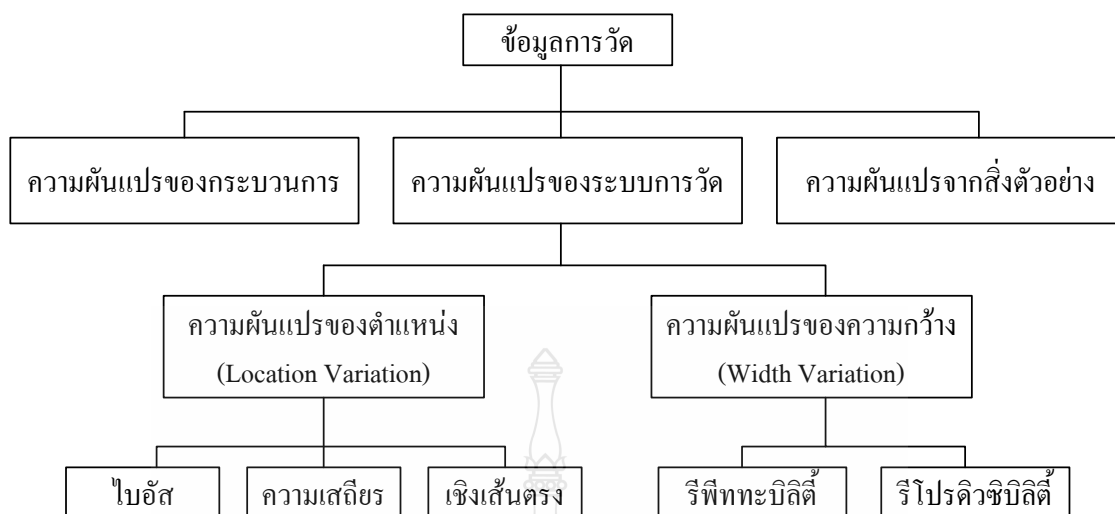 ข้อมูลการวัด
ความผันแปรของกระบวนการ
ความผันแปรของระบบการวัด
ความผันแปรจากสิ่งตัวอย่าง
ความผันแปรของตำแหน่ง
(Location Variation)
ความผันแปรของความกว้าง
(Width Variation)
ไบอัส
ความเสถียร
เชิงเส้นตรง
รีพีททะบิลิตี้
รีโปรดิวซิบิลิตี้